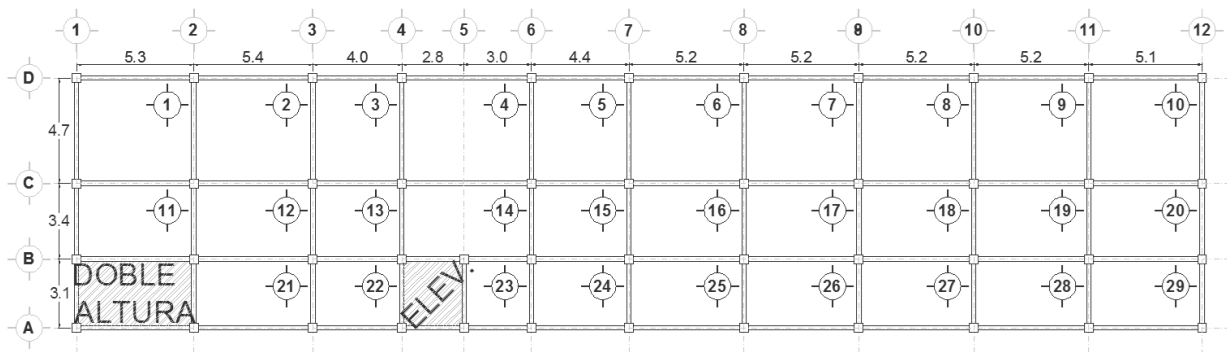 1 2 3 4 5 6 7 8 9 10 11 12
5.3 5.4 4.0 2.8 3.0 4.4 5.2 5.2 5.2 5.2 5.1
D
1 2 3 4 5 6 7 8 9 10
4.7
C
11 12 13 14 15 16 17 18 19 20
3.4
B
DOBLE
ALTURA
ELEV.
21 22 23 24 25 26 27 28 29
3.1
A